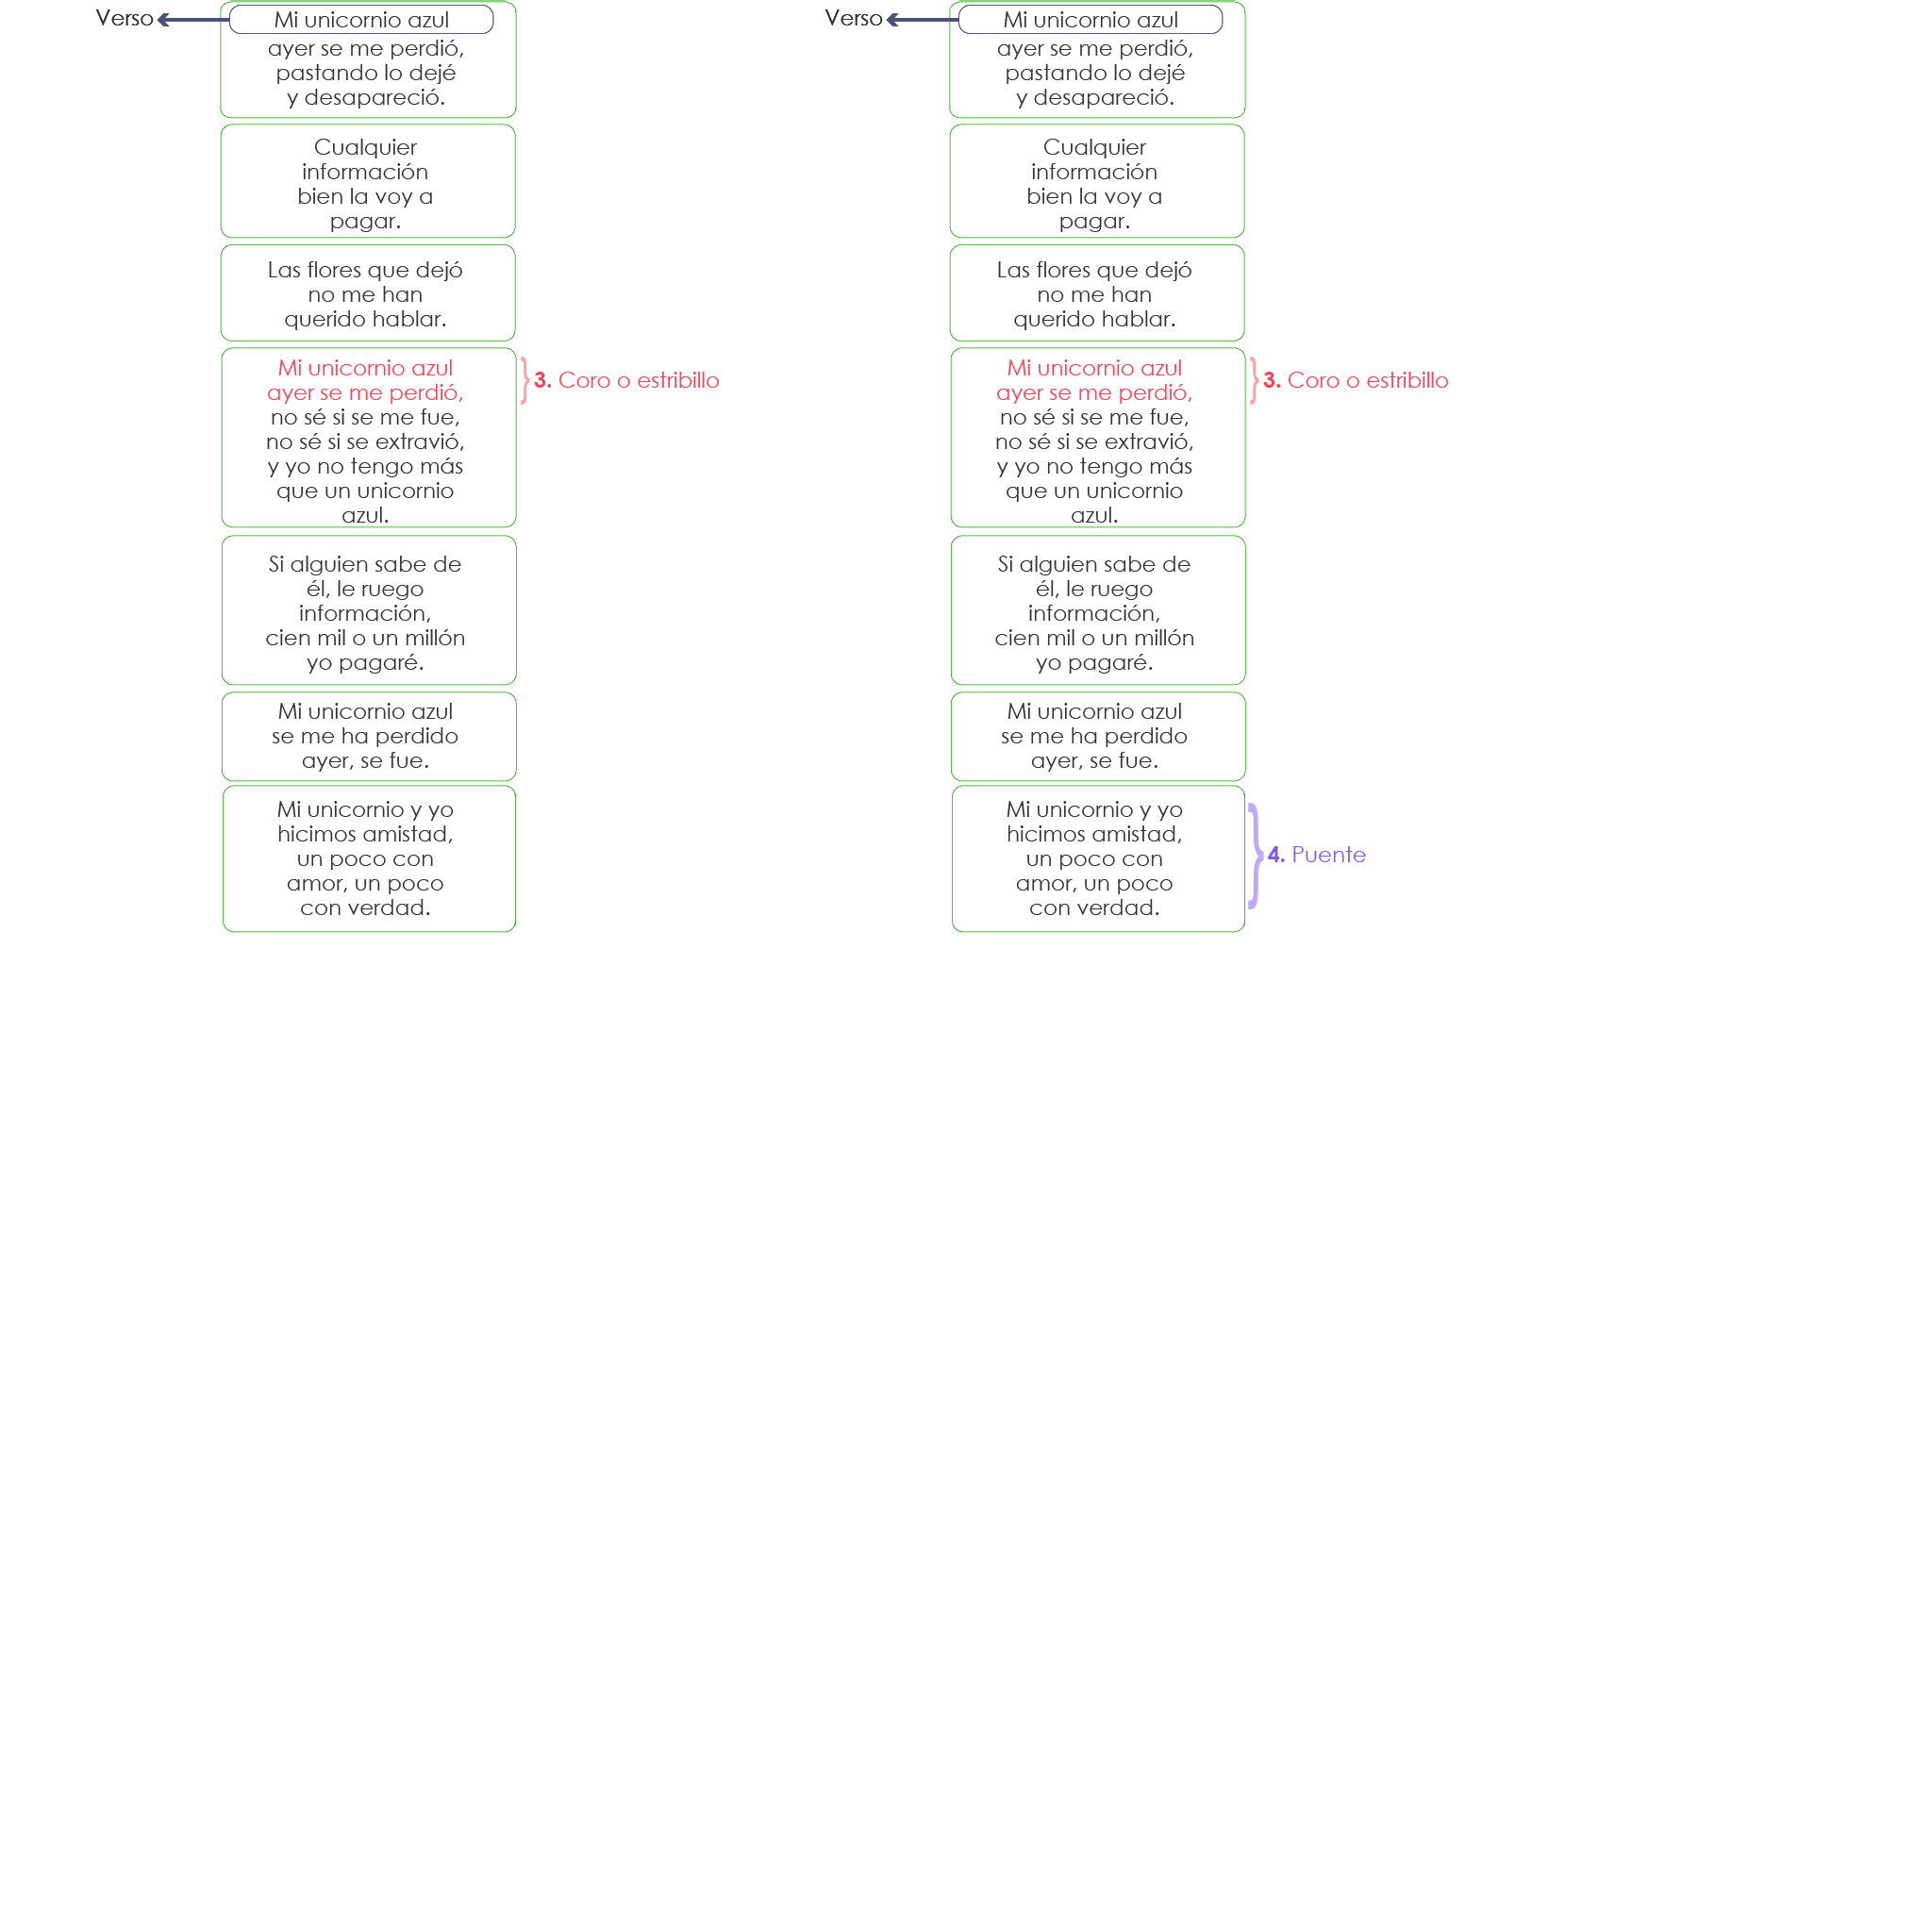 Verso
Mi unicornio azul
ayer se me perdió,
pastando lo dejé
y desapareció.
Cualquier
información
bien la voy a
pagar.
Las flores que dejó
no me han
querido hablar.
Mi unicornio azul
ayer se me perdió,
3. Coro o estribillo
no sé si se me fue,
no sé si se extravió,
y yo no tengo más
que un unicornio
azul.
Si alguien sabe de
él, le ruego
información,
cien mil o un millón
yo pagaré.
Mi unicornio azul
se me ha perdido
ayer, se fue.
Mi unicornio y yo
hicimos amistad,
un poco con
amor, un poco
con verdad.
Verso
Mi unicornio azul
ayer se me perdió,
pastando lo dejé
y desapareció.
Cualquier
información
bien la voy a
pagar.
Las flores que dejó
no me han
querido hablar.
Mi unicornio azul
ayer se me perdió,
3. Coro o estribillo
no sé si se me fue,
no sé si se extravió,
y yo no tengo más
que un unicornio
azul.
Si alguien sabe de
él, le ruego
información,
cien mil o un millón
yo pagaré.
Mi unicornio azul
se me ha perdido
ayer, se fue.
Mi unicornio y yo
hicimos amistad,
un poco con
amor, un poco
con verdad.
4. Puente